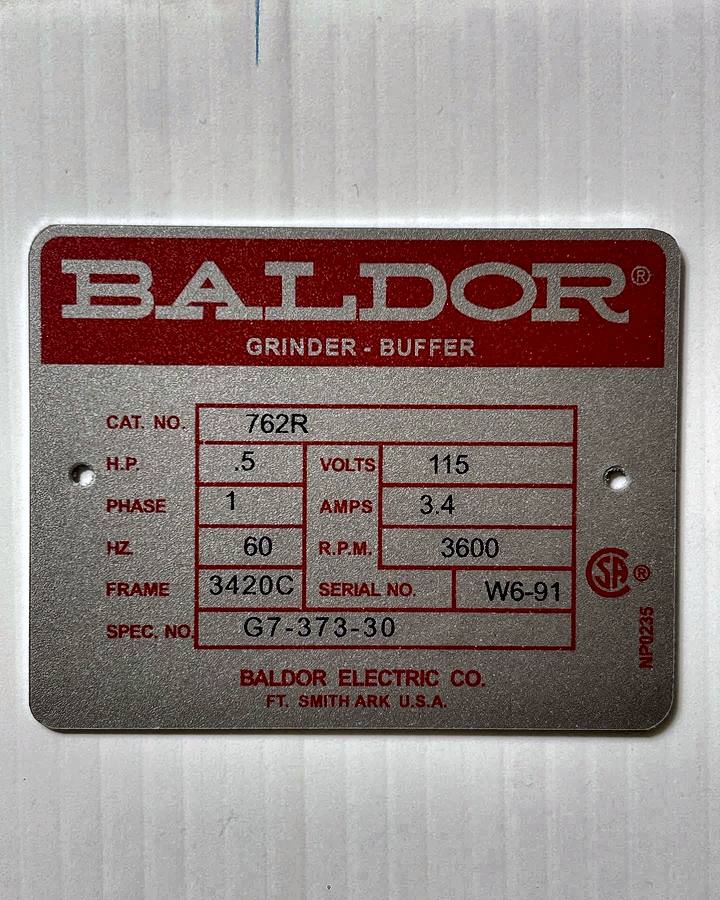 BALDOR®
GRINDER - BUFFER
CAT. NO. 762R
H.P. .5 VOLTS 115
PHASE 1 AMPS 3.4
HZ. 60 R.P.M. 3600
FRAME 3420C SERIAL NO. W6-91
SPEC. NO. G7-373-30
SA ®
NP0235
BALDOR ELECTRIC CO.
FT. SMITH ARK U.S.A.